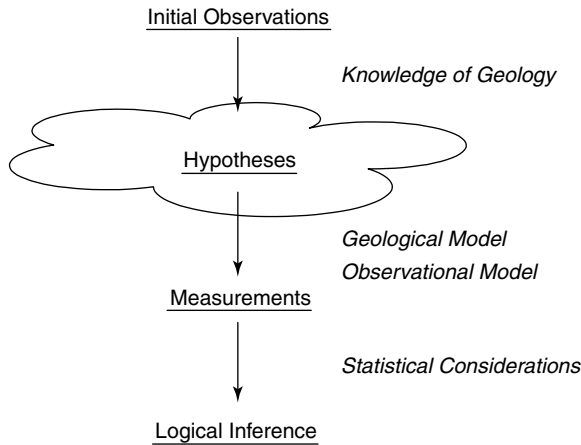 Initial Observations
Knowledge of Geology
Hypotheses
Geological Model
Observational Model
Measurements
Statistical Considerations
Logical Inference